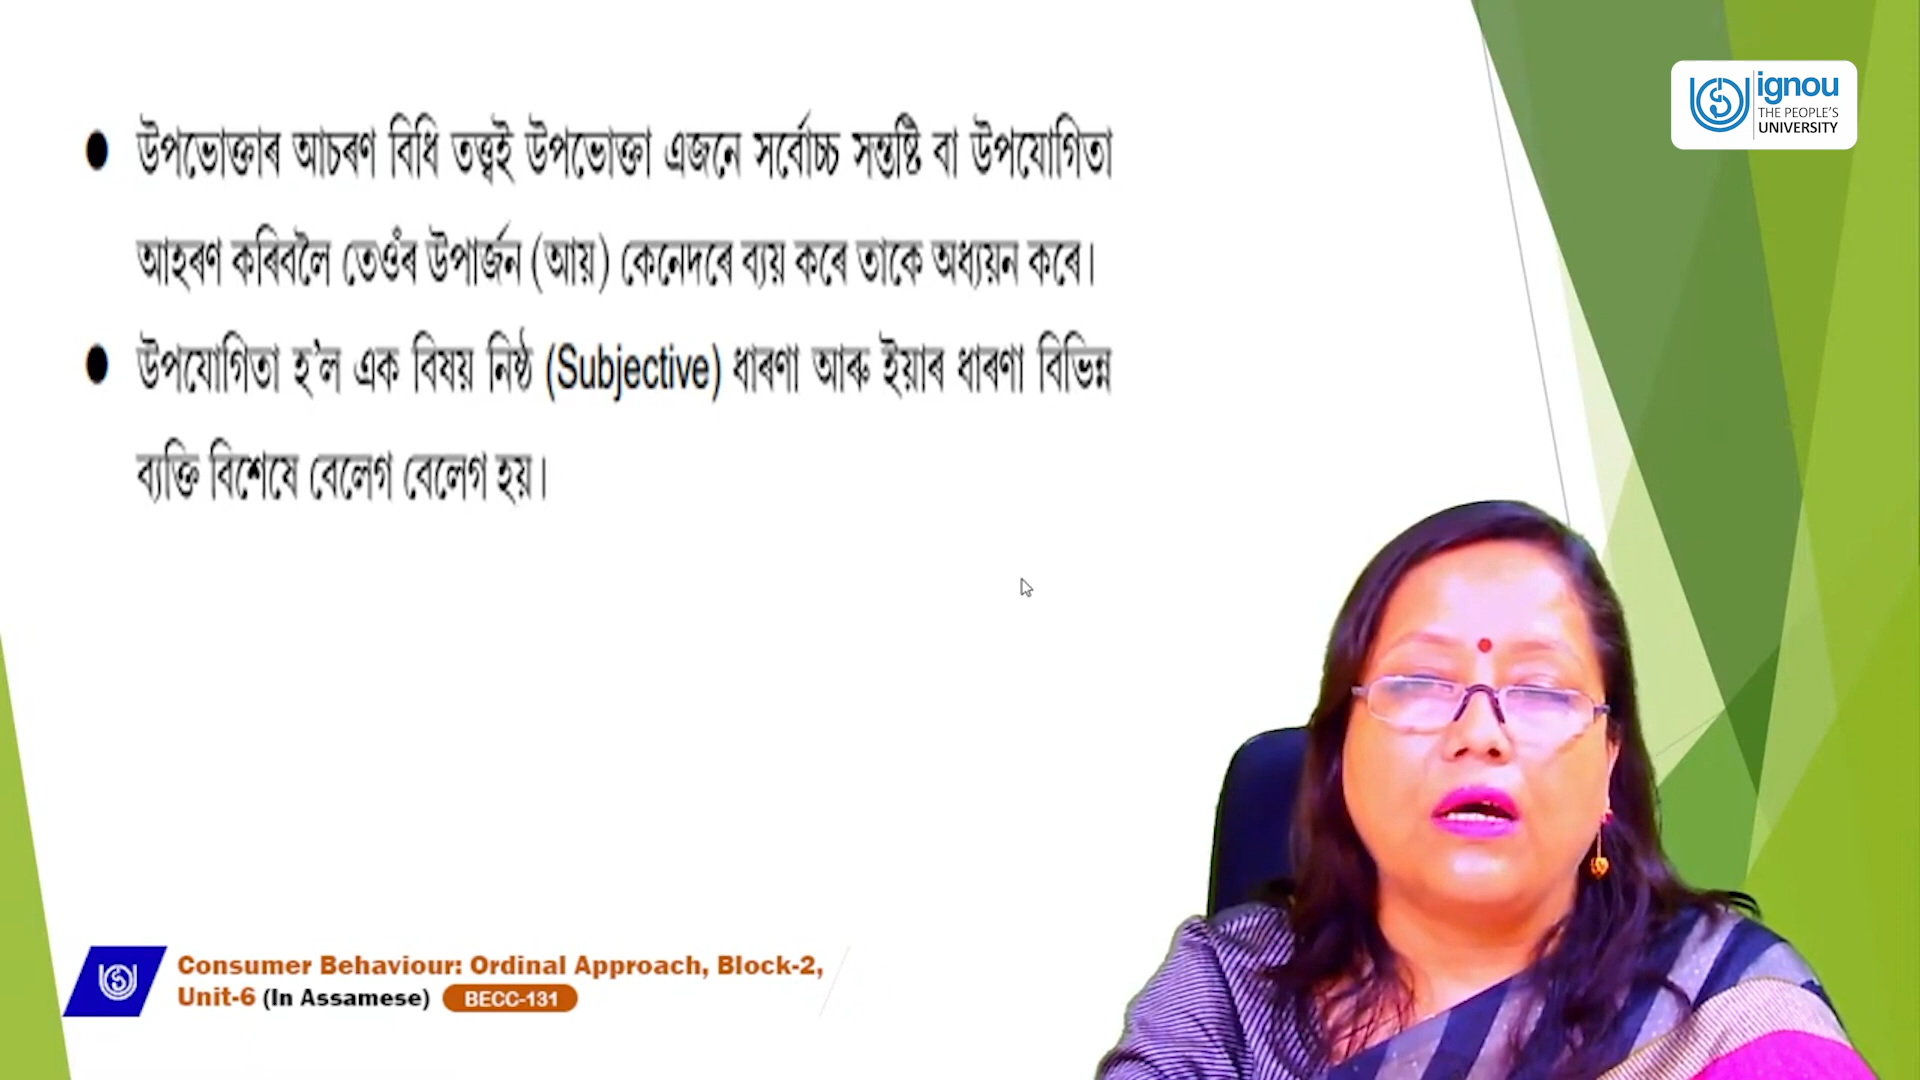 ignou
THE PEOPLE'S
UNIVERSITY
● উপভোক্তাৰ আচৰণ বিধি তত্ত্বই উপভোক্তা এজনে সৰ্বোচ্চ সন্তুষ্টি বা উপযোগিতা
আহৰণ কৰিবলৈ তেওঁৰ উপাৰ্জন (আয়) কেনেদৰে ব্যয় কৰে তাকে অধ্যয়ন কৰে।
● উপযোগিতা হ'ল এক বিষয় নিষ্ঠ (Subjective) ধাৰণা আৰু ইয়াৰ ধাৰণা বিভিন্ন
ব্যক্তি বিশেষে বেলেগ বেলেগ হয়।
Consumer Behaviour: Ordinal Approach, Block-2,
Unit-6 (In Assamese) BECC-131